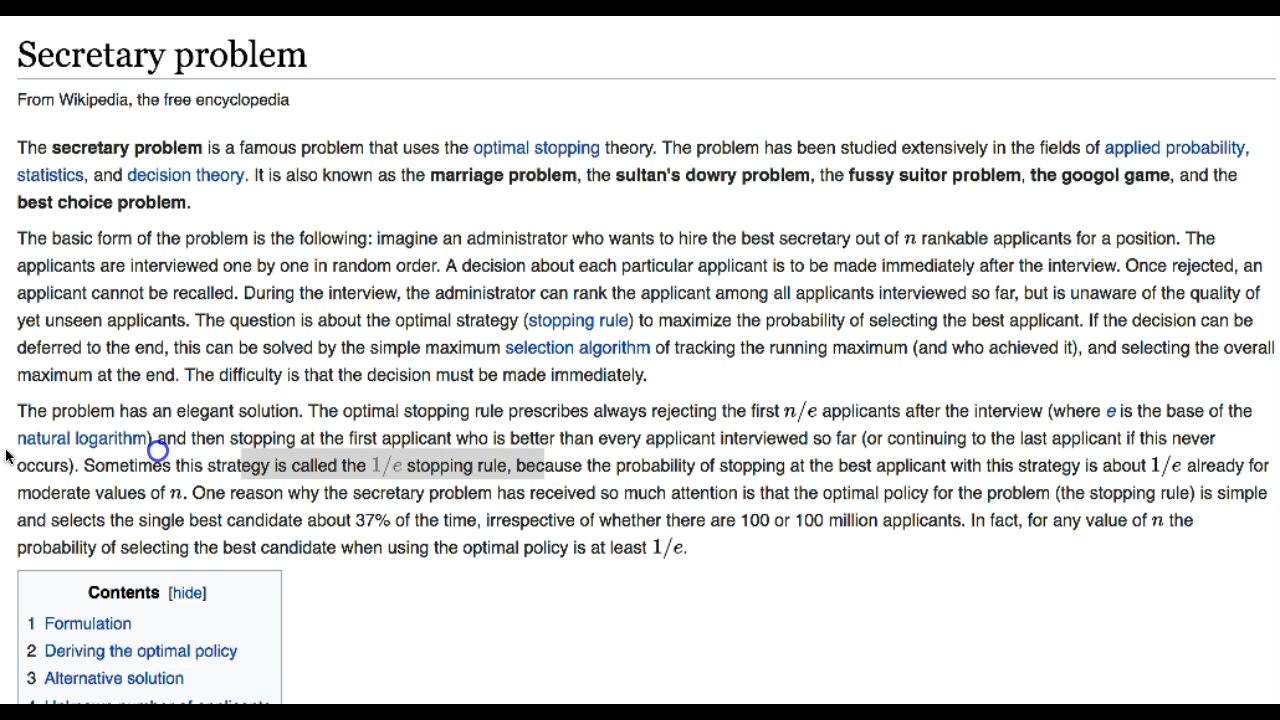 Secretary problem
From Wikipedia, the free encyclopedia
The secretary problem is a famous problem that uses the optimal stopping theory. The problem has been studied extensively in the fields of applied probability,
statistics, and decision theory. It is also known as the marriage problem, the sultan's dowry problem, the fussy suitor problem, the googol game, and the
best choice problem.
The basic form of the problem is the following: imagine an administrator who wants to hire the best secretary out of n rankable applicants for a position. The
applicants are interviewed one by one in random order. A decision about each particular applicant is to be made immediately after the interview. Once rejected, an
applicant cannot be recalled. During the interview, the administrator can rank the applicant among all applicants interviewed so far, but is unaware of the quality of
yet unseen applicants. The question is about the optimal strategy (stopping rule) to maximize the probability of selecting the best applicant. If the decision can be
deferred to the end, this can be solved by the simple maximum selection algorithm of tracking the running maximum (and who achieved it), and selecting the overall
maximum at the end. The difficulty is that the decision must be made immediately.
The problem has an elegant solution. The optimal stopping rule prescribes always rejecting the first n/e applicants after the interview (where e is the base of the
natural logarithm) and then stopping at the first applicant who is better than every applicant interviewed so far (or continuing to the last applicant if this never
occurs). Sometimes this strategy is called the 1/e stopping rule, because the probability of stopping at the best applicant with this strategy is about 1/e already for
moderate values of n. One reason why the secretary problem has received so much attention is that the optimal policy for the problem (the stopping rule) is simple
and selects the single best candidate about 37% of the time, irrespective of whether there are 100 or 100 million applicants. In fact, for any value of n the
probability of selecting the best candidate when using the optimal policy is at least 1/e.
Contents [hide]
1 Formulation
2 Deriving the optimal policy
3 Alternative solution